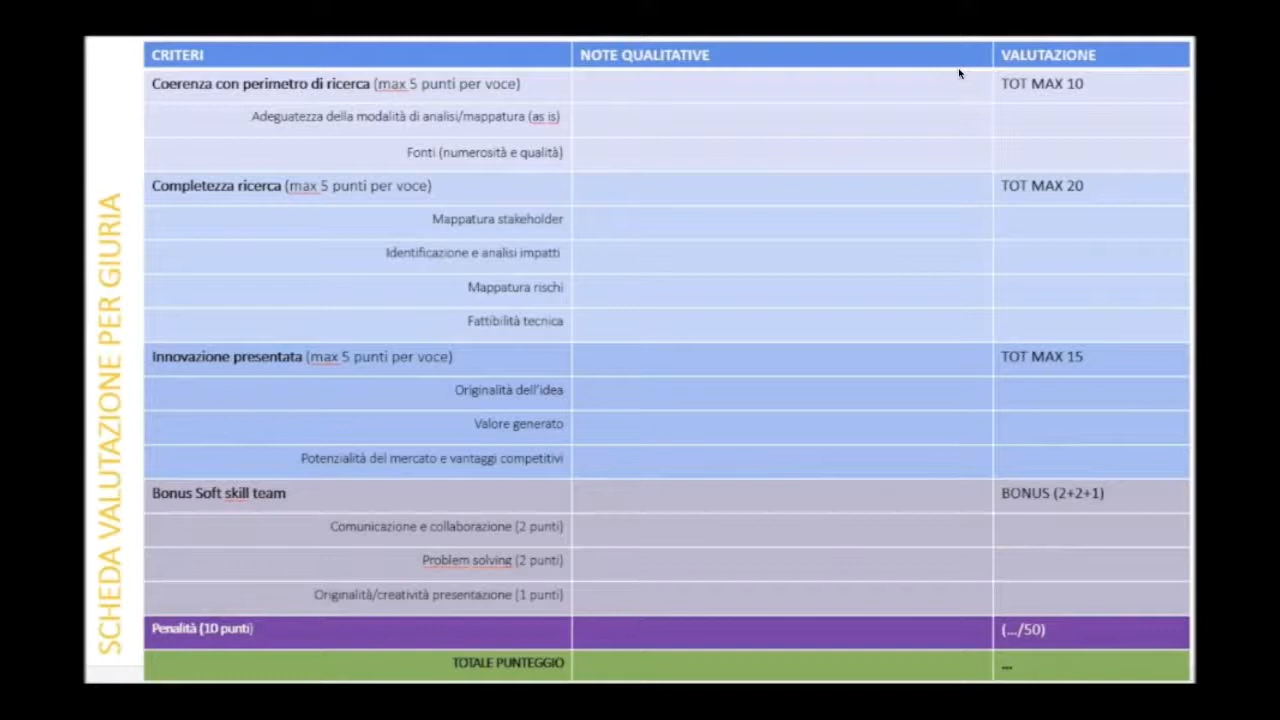 SCHEDA VALUTAZIONE PER GIURIA
CRITERI NOTE QUALITATIVE VALUTAZIONE
Coerenza con perimetro di ricerca (max 5 punti per voce) TOT MAX 10
Adeguatezza della modalità di analisi/mappatura (as is)
Fonti (numerosità e qualità)
Completezza ricerca (max 5 punti per voce) TOT MAX 20
Mappatura stakeholder
Identificazione e analisi impatti
Mappatura rischi
Fattibilità tecnica
Innovazione presentata (max 5 punti per voce) TOT MAX 15
Originalità dell'idea
Valore generato
Potenzialità del mercato e vantaggi competitivi
Bonus Soft skill team BONUS (2+2+1)
Comunicazione e collaborazione (2 punti)
Problem solving (2 punti)
Originalità/creatività presentazione (1 punti)
Penalità (10 punti) (.../50)
TOTALE PUNTEGGIO ...